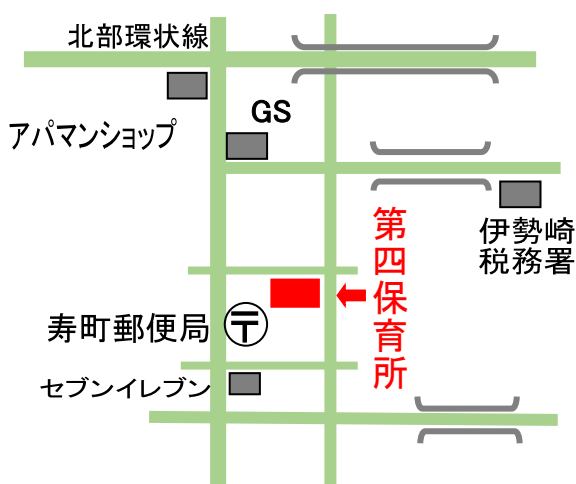 北部環状線
アパマンショップ
GS
伊勢崎
税務署
第四保育所
寿町郵便局
〒
セブンイレブン